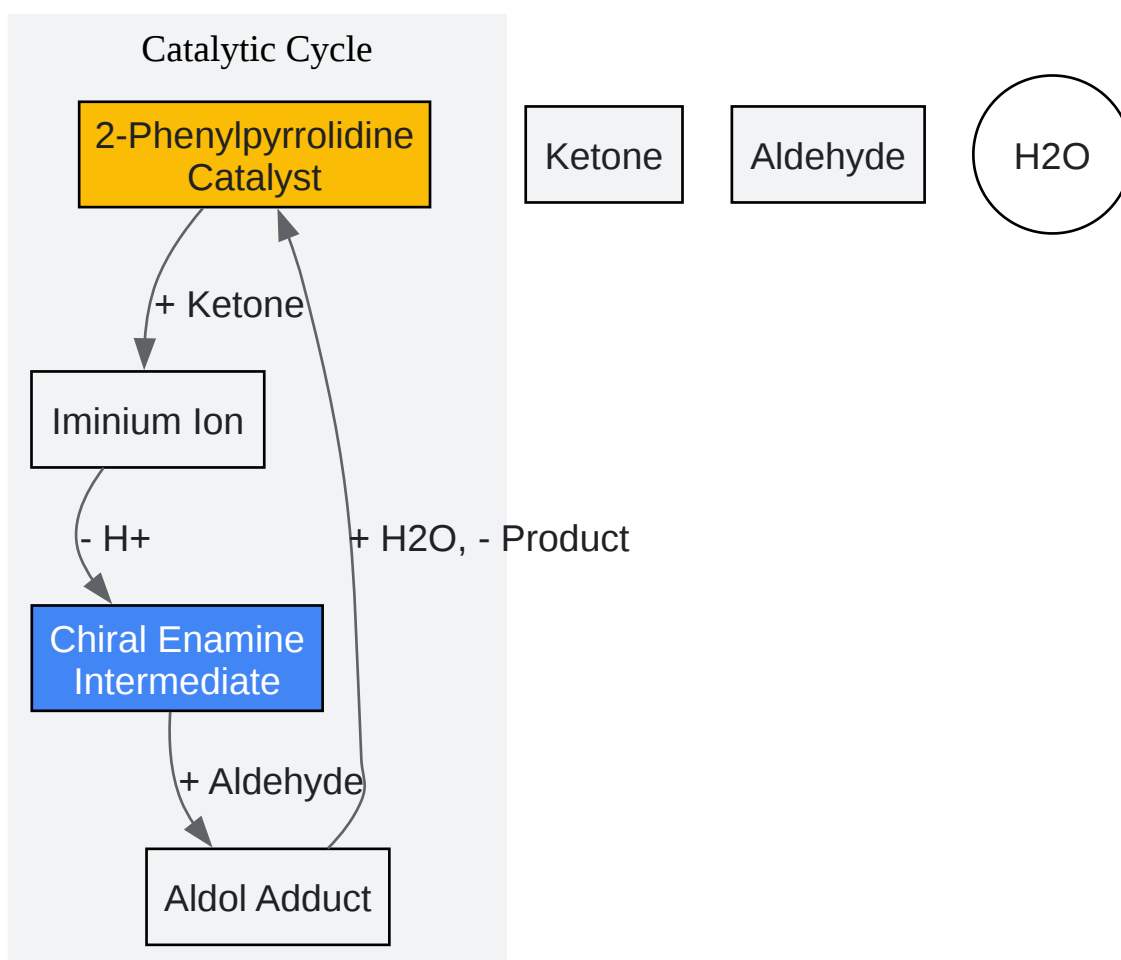 Catalytic Cycle
2-Phenylpyrrolidine
Catalyst
Ketone
Aldehyde
H2O
+ Ketone
Iminium Ion
- H+
+ H2O, - Product
Chiral Enamine
Intermediate
+ Aldehyde
Aldol Adduct